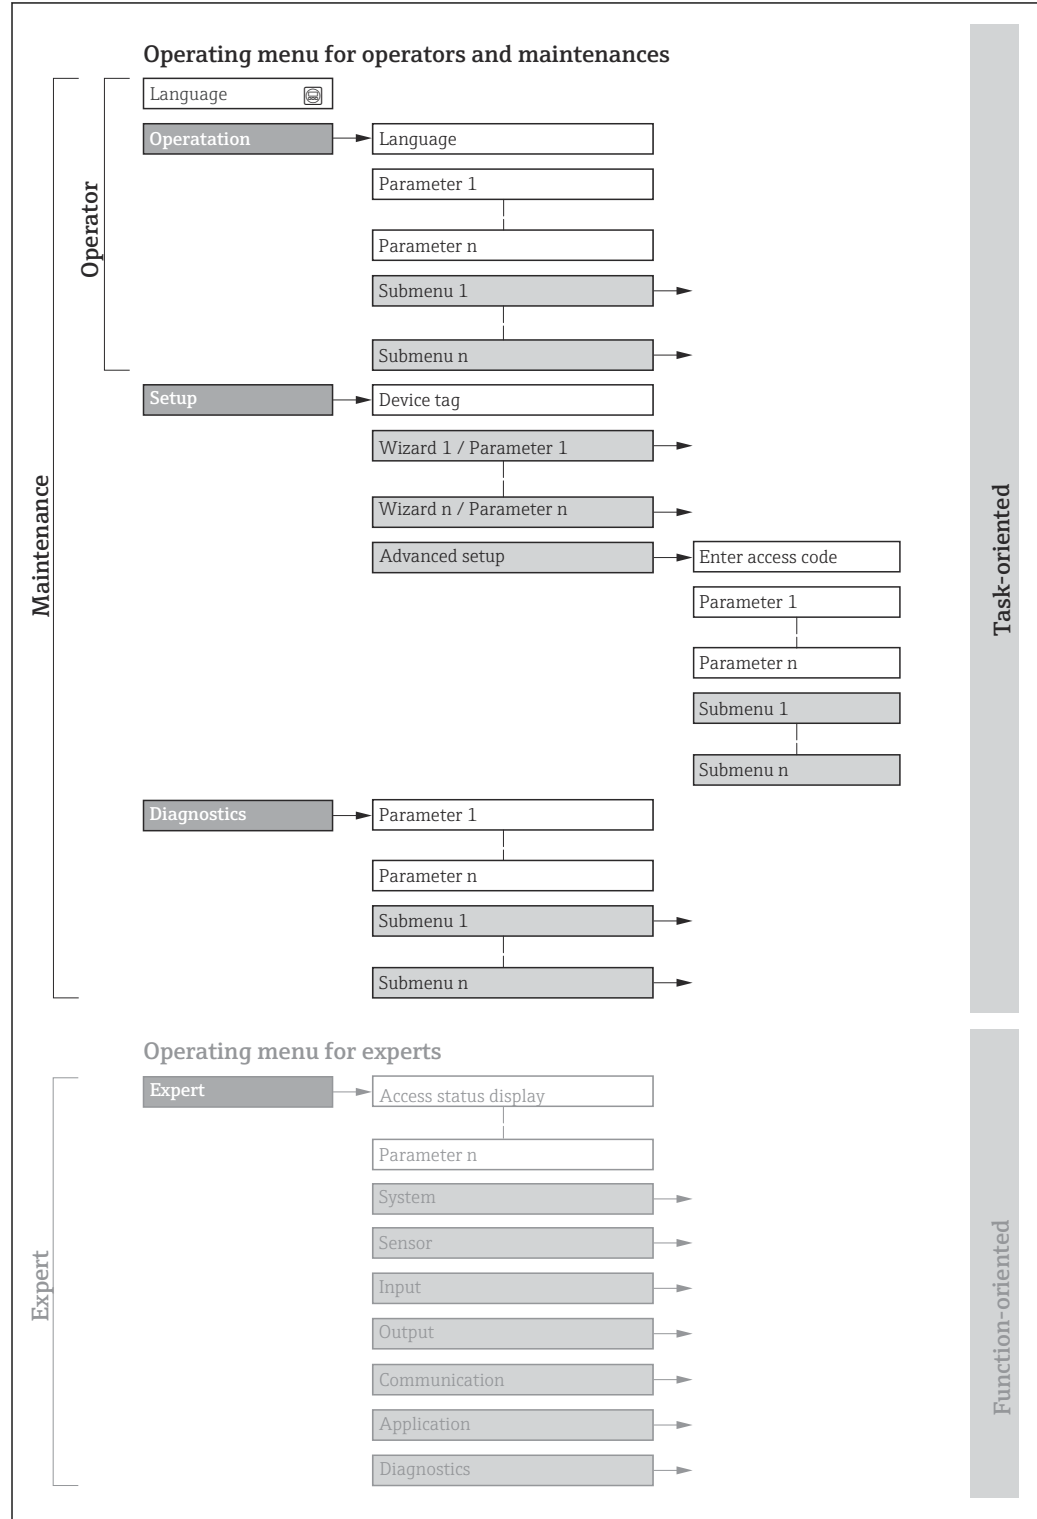 Operating menu for operators and maintenances
Language
Operatation
Language
Parameter 1
Parameter n
Submenu 1
Submenu n
Operator
Setup
Device tag
Wizard 1 / Parameter 1
Wizard n / Parameter n
Advanced setup
Enter access code
Parameter 1
Parameter n
Submenu 1
Submenu n
Maintenance
Task-oriented
Diagnostics
Parameter 1
Parameter n
Submenu 1
Submenu n
Operating menu for experts
Expert
Access status display
Parameter n
System
Sensor
Input
Output
Communication
Application
Diagnostics
Expert
Function-oriented